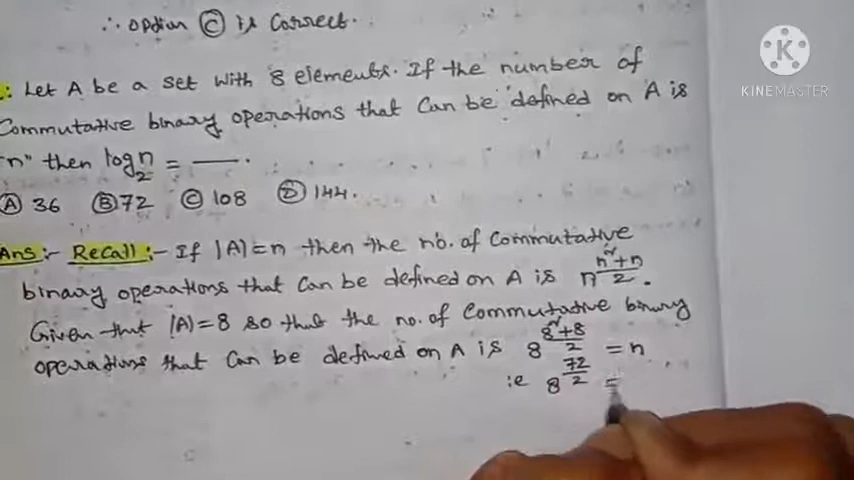 ∴ option Ⓒ is Correct.
K
KINEMASTER
: Let A be a set with 8 elements. If the number of
Commutative binary operations that Can be defined on A is
"n" then log₂n = ___.
Ⓐ 36 Ⓑ 72 Ⓒ 108 Ⓓ 144.
Ans :- Recall :- If |A|=n then the no. of Commutative
binary operations that Can be defined on A is n^((n²+n)/2).
Given that |A|=8 so that the no. of Commutative binary
operations that Can be defined on A is 8^((8²+8)/2) = n
i.e 8^(72/2) =